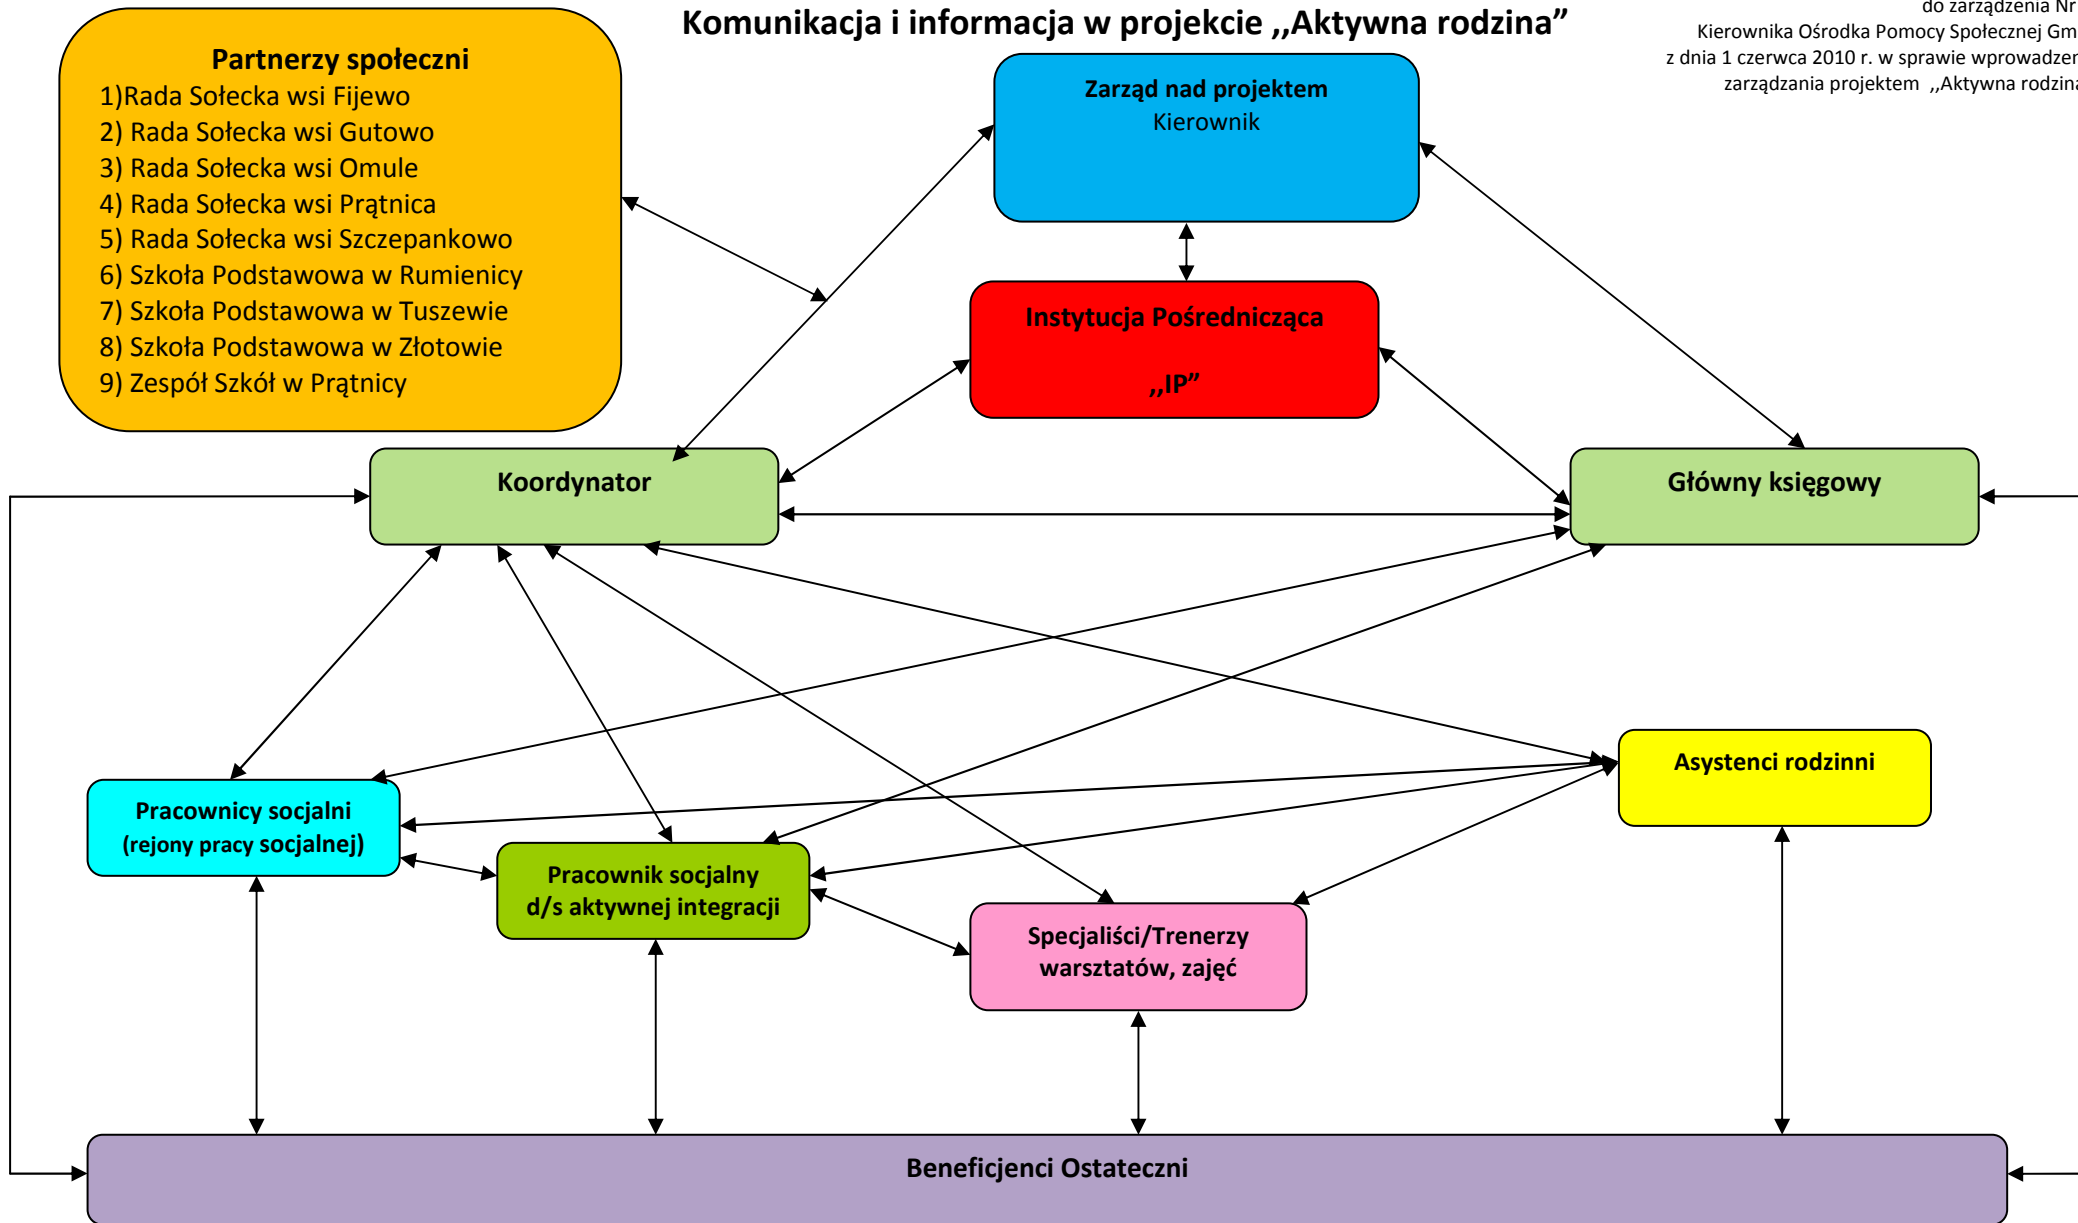 Komunikacja i informacja w projekcie ,,Aktywna rodzina”
do zarządzenia Nr
Kierownika Ośrodka Pomocy Społecznej
z dnia 1 czerwca 2010 r. w sprawie
zarządzania projektem ,,Aktywna rodzina
Partnerzy społeczni
1)Rada Sołecka wsi Fijewo
2) Rada Sołecka wsi Gutowo
3) Rada Sołecka wsi Omule
4) Rada Sołecka wsi Prątnica
5) Rada Sołecka wsi Szczepankowo
6) Szkoła Podstawowa w Rumienicy
7) Szkoła Podstawowa w Tuszewie
8) Szkoła Podstawowa w Złotowie
9) Zespół Szkół w Prątnicy
Zarząd nad projektem
Kierownik
Instytucja Pośrednicząca
,,IP”
Koordynator
Główny księgowy
Asystenci rodzinni
Pracownicy socjalni
(rejony pracy socjalnej)
Pracownik socjalny
d/s aktywnej integracji
Specjaliści/Trenerzy
warsztatów, zajęć
Beneficjenci Ostateczni